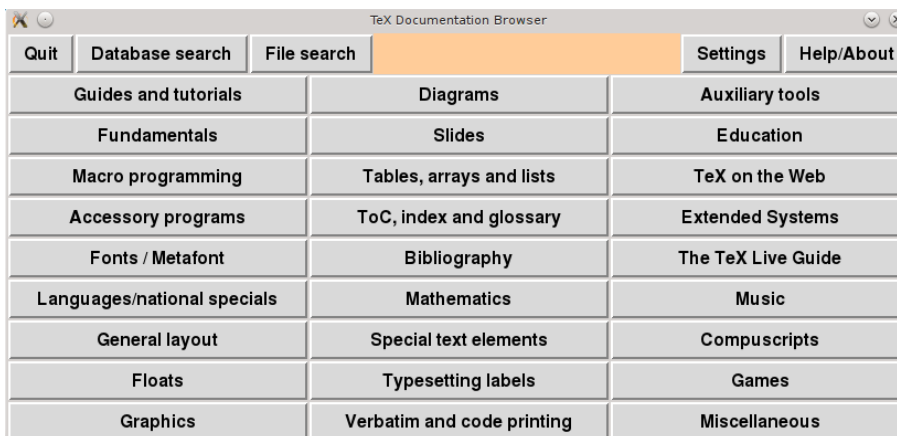 TeX Documentation Browser
Quit Database search File search Settings Help/About
Guides and tutorials Diagrams Auxiliary tools
Fundamentals Slides Education
Macro programming Tables, arrays and lists TeX on the Web
Accessory programs ToC, index and glossary Extended Systems
Fonts / Metafont Bibliography The TeX Live Guide
Languages/national specials Mathematics Music
General layout Special text elements Compuscripts
Floats Typesetting labels Games
Graphics Verbatim and code printing Miscellaneous